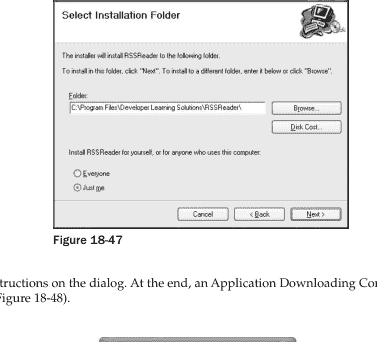 Select Installation Folder
The installer will install RSSReader to the following folder.
To install in this folder, click "Next". To install to a different folder, enter it below or click "Browse".
Folder:
C:\Program Files\Developer Learning Solutions\RSSReader\
Browse...
Disk Cost...
Install RSSReader for yourself, or for anyone who uses this computer:
Everyone
Just me
Cancel
< Back
Next >
Figure 18-47
tructions on the dialog. At the end, an Application Downloading Co
Figure 18-48).